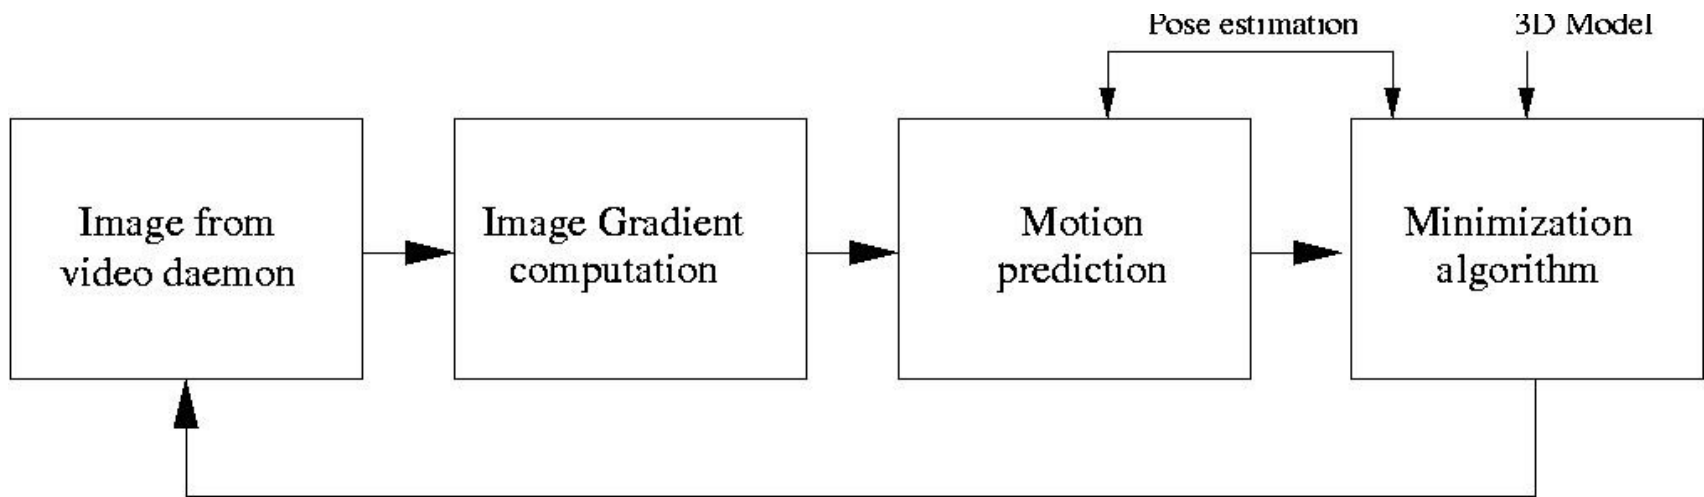 Pose estimation
3D Model
Image from
video daemon
Image Gradient
computation
Motion
prediction
Minimization
algorithm